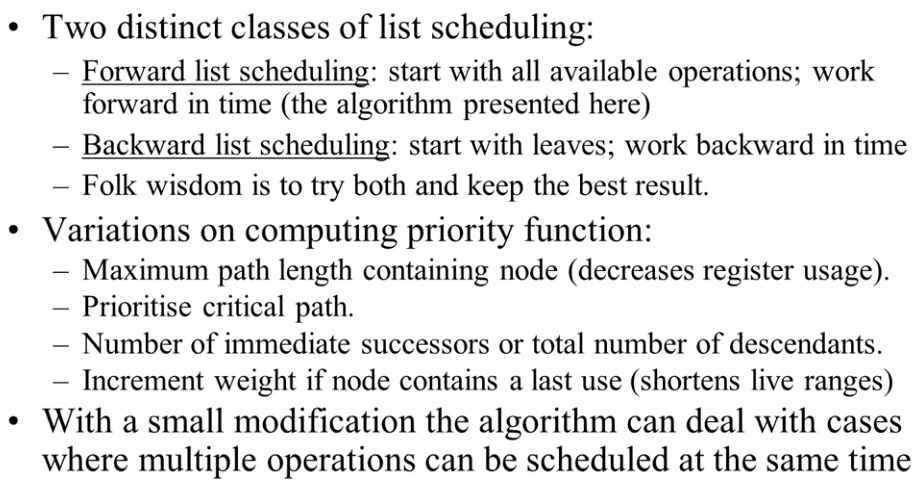 • Two distinct classes of list scheduling:
– Forward list scheduling: start with all available operations; work
forward in time (the algorithm presented here)
– Backward list scheduling: start with leaves; work backward in time
– Folk wisdom is to try both and keep the best result.
• Variations on computing priority function:
– Maximum path length containing node (decreases register usage).
– Prioritise critical path.
– Number of immediate successors or total number of descendants.
– Increment weight if node contains a last use (shortens live ranges)
• With a small modification the algorithm can deal with cases
where multiple operations can be scheduled at the same time